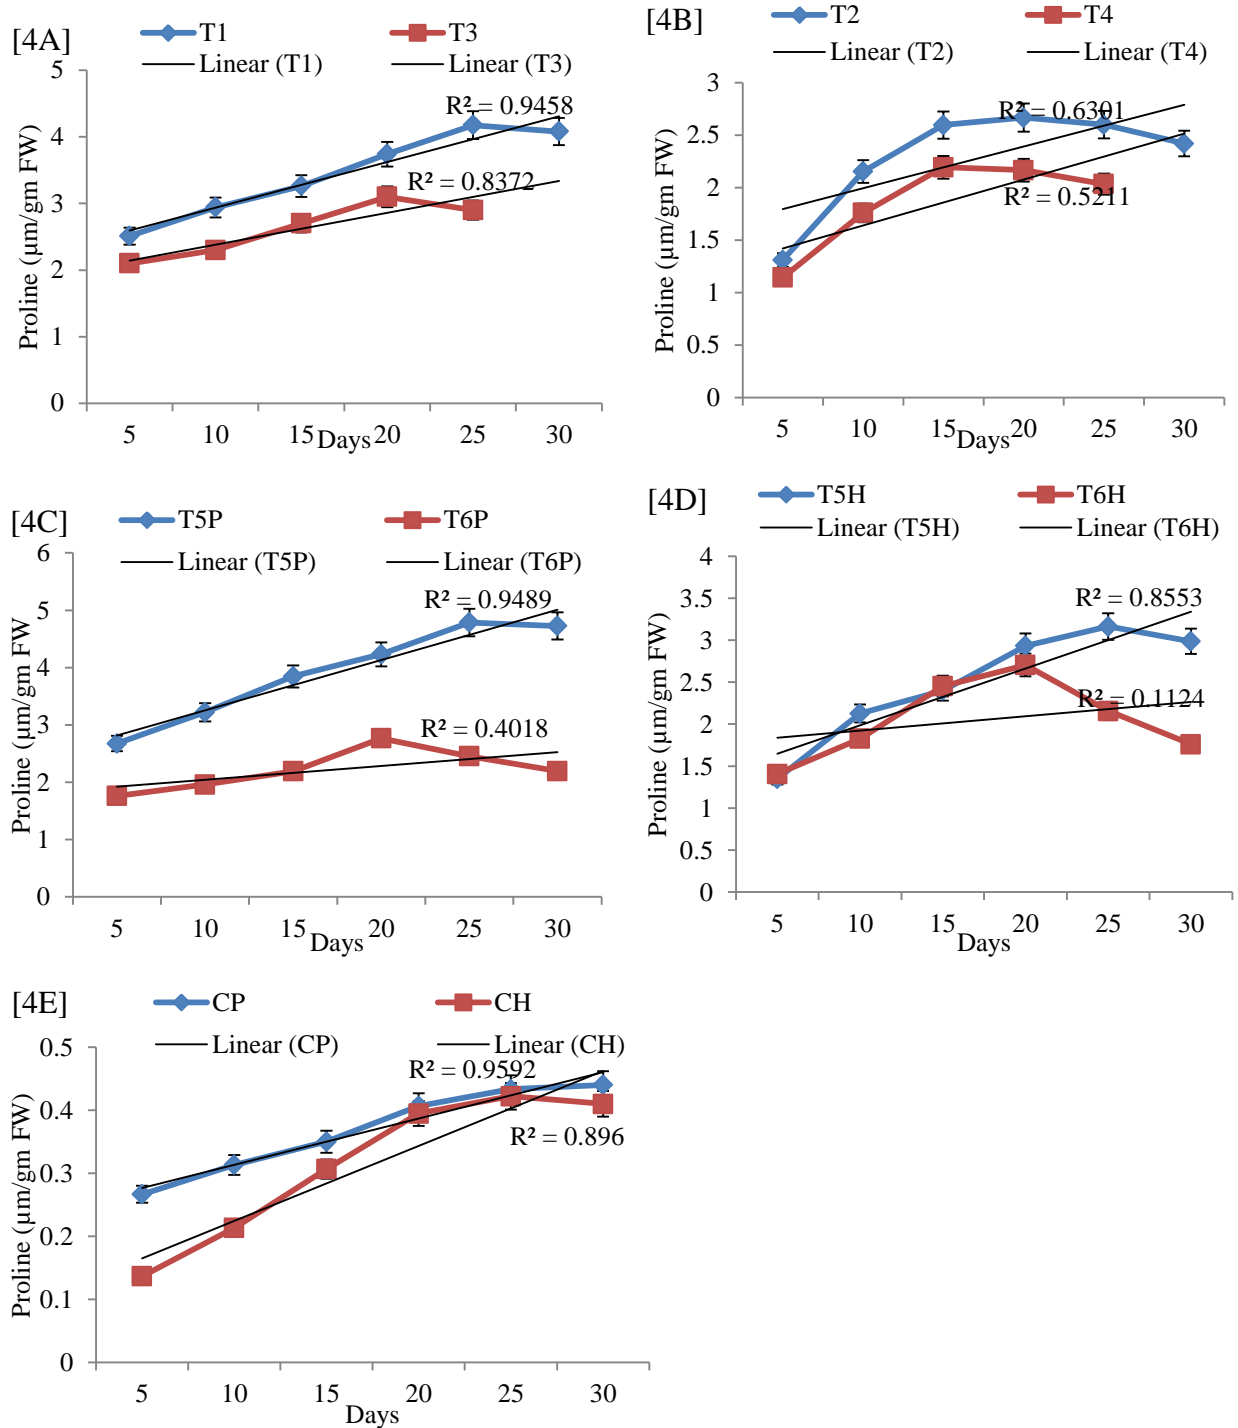 [4A]
T1 T3
Linear (T1) Linear (T3)
5
4
3
2
1
0
Proline (µm/gm FW)
R² = 0.9458
R² = 0.8372
5 10 15 20 25 30
Days
[4B]
T2 T4
Linear (T2) Linear (T4)
3
2.5
2
1.5
1
0.5
0
Proline (µm/gm FW)
R² = 0.6301
R² = 0.5211
5 10 15 20 25 30
Days
[4C]
T5P T6P
Linear (T5P) Linear (T6P)
6
5
4
3
2
1
0
Proline (µm/gm FW
R² = 0.9489
R² = 0.4018
5 10 15 20 25 30
Days
[4D]
T5H T6H
Linear (T5H) Linear (T6H)
4
3.5
3
2.5
2
1.5
1
0.5
0
Proline (µm/gm FW)
R² = 0.8553
R² = 0.1124
5 10 15 20 25 30
Days
[4E]
CP CH
Linear (CP) Linear (CH)
0.5
0.4
0.3
0.2
0.1
0
Proline (µm/gm FW)
R² = 0.9592
R² = 0.896
5 10 15 20 25 30
Days